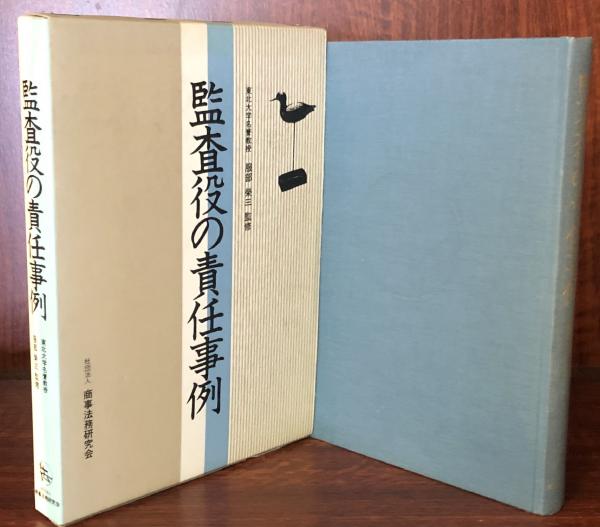 東北大学名誉教授 服部 榮三 監修
監査役の責任事例
社団法人 商事法務研究会
監査役の責任事例
東北大学名誉教授
服部 榮三 監修